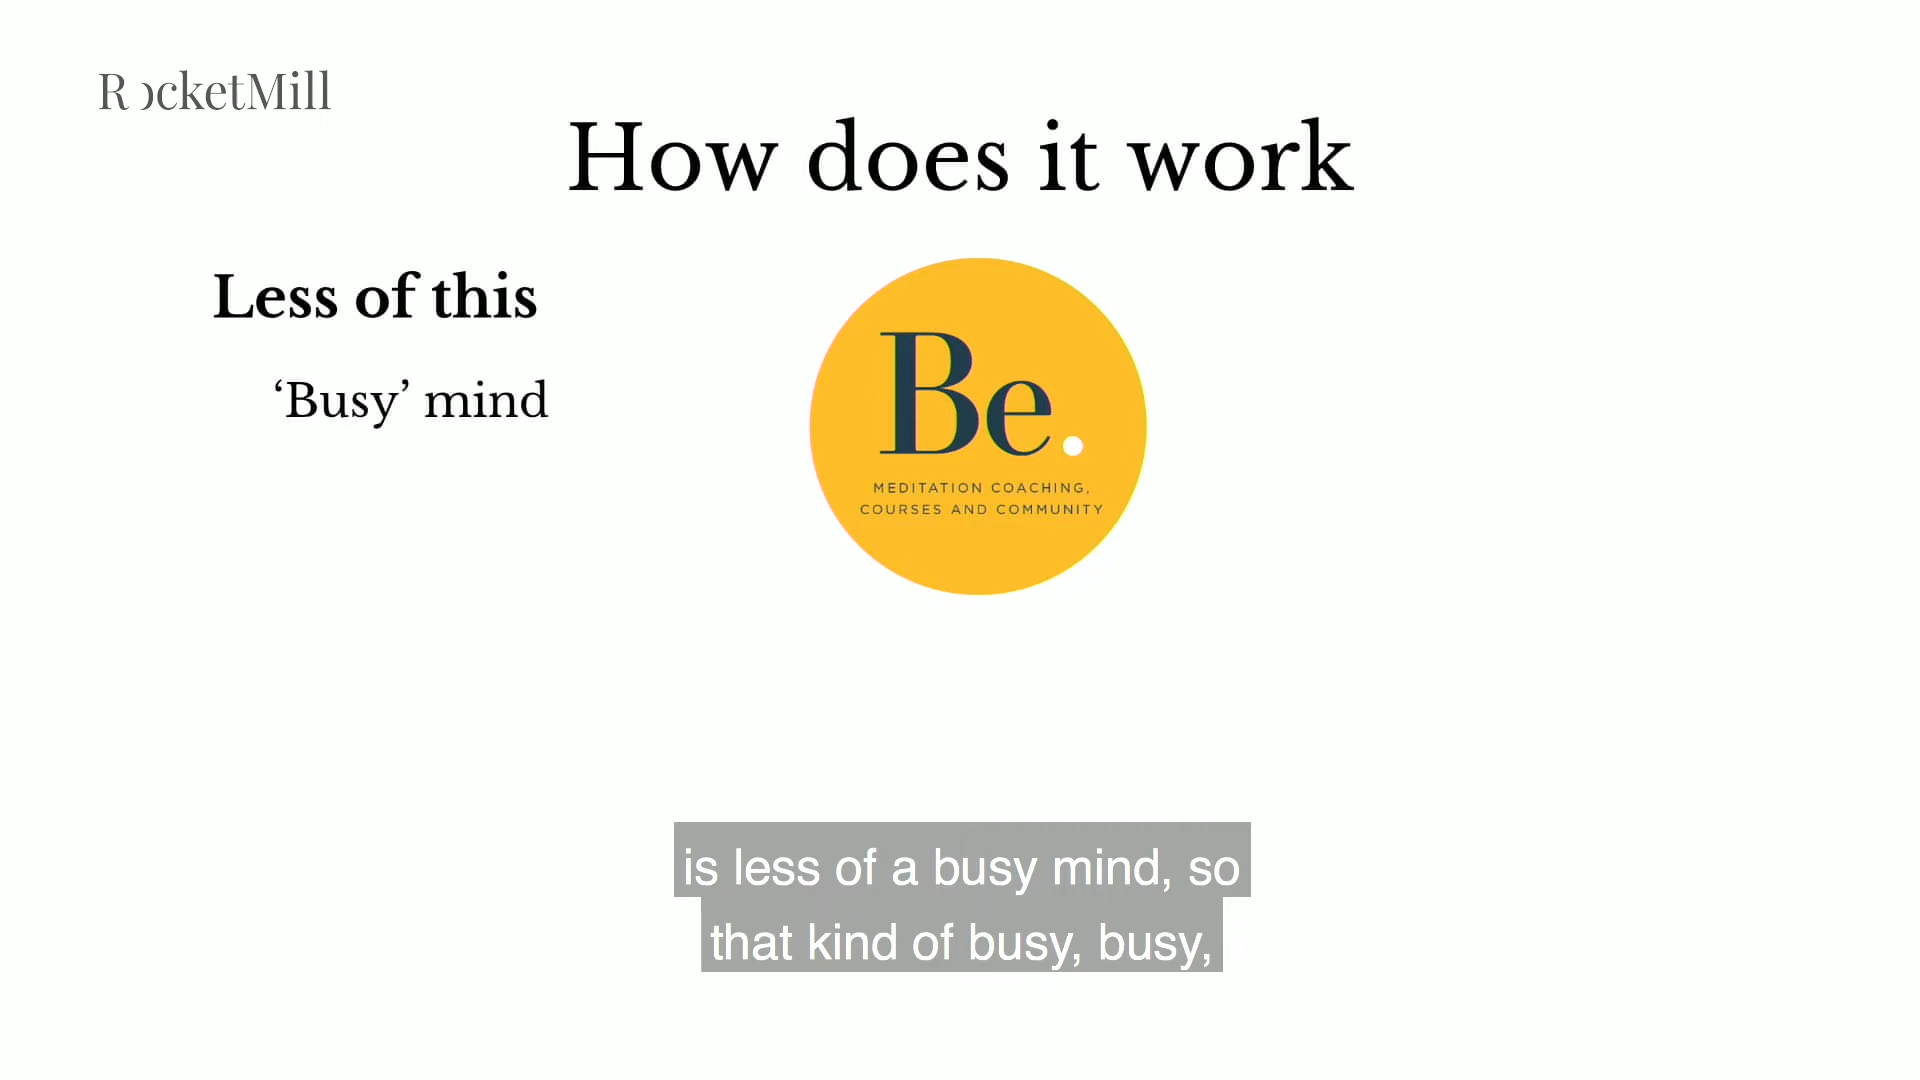 RocketMill
How does it work
Less of this
‘Busy’ mind
Be.
MEDITATION COACHING,
COURSES AND COMMUNITY
is less of a busy mind, so
that kind of busy, busy,